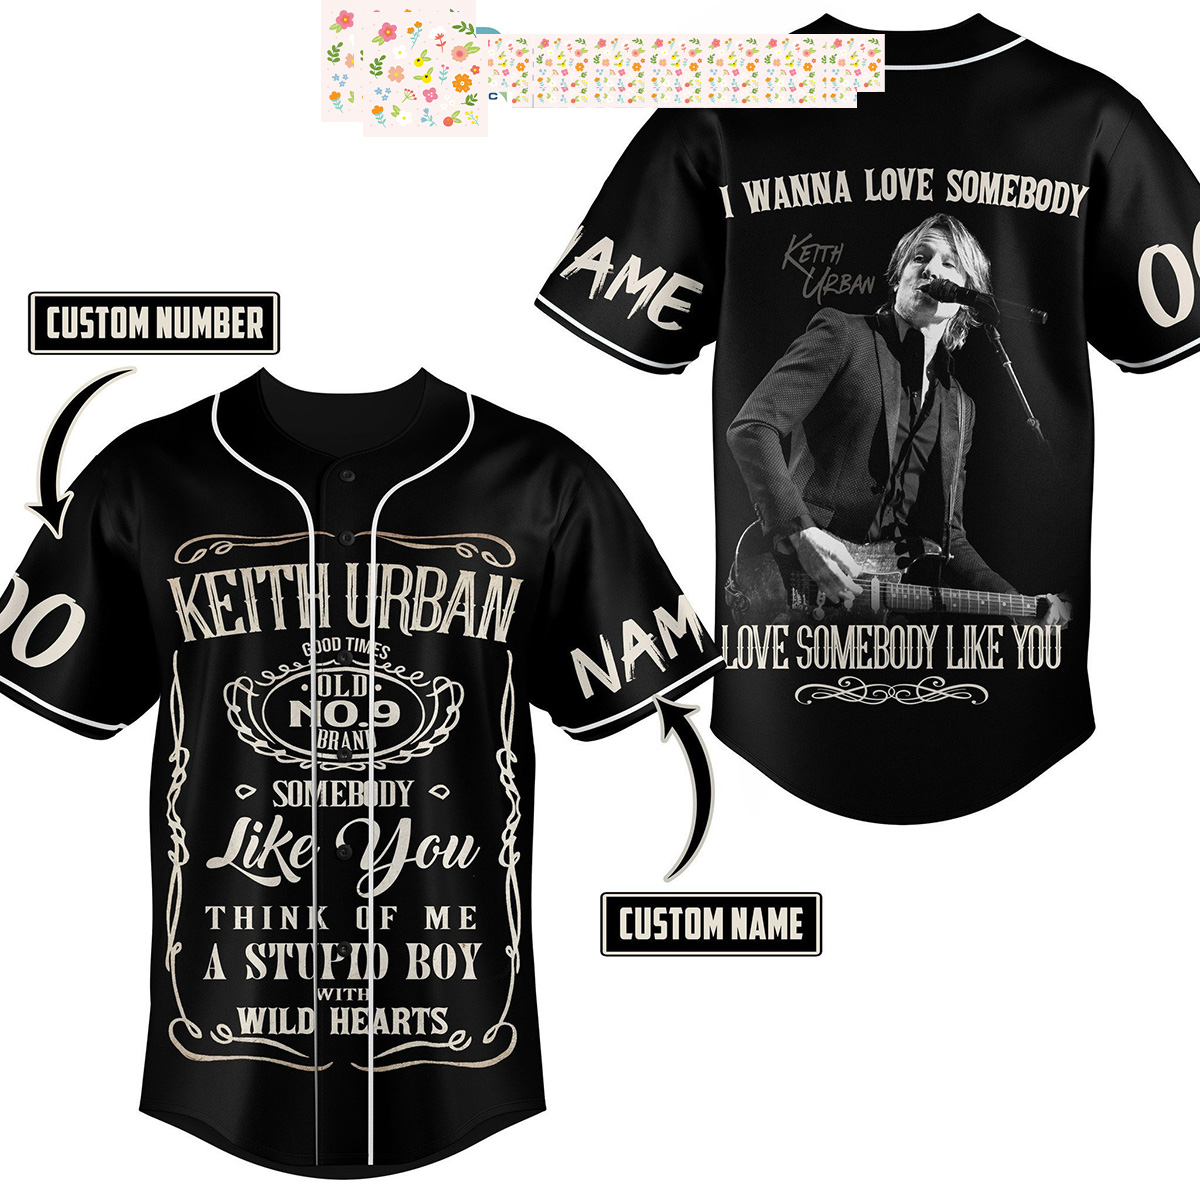 I WANNA LOVE SOMEBODY
KEITH
URBAN
NAME
00
LOVE SOMEBODY LIKE YOU
CUSTOM NUMBER
00
KEITH URBAN
GOOD TIMES
OLD
NO.9
BRAND
SOMEBODY
Like You
THINK OF ME
A STUPID BOY
WITH
WILD HEARTS
NAM
CUSTOM NAME